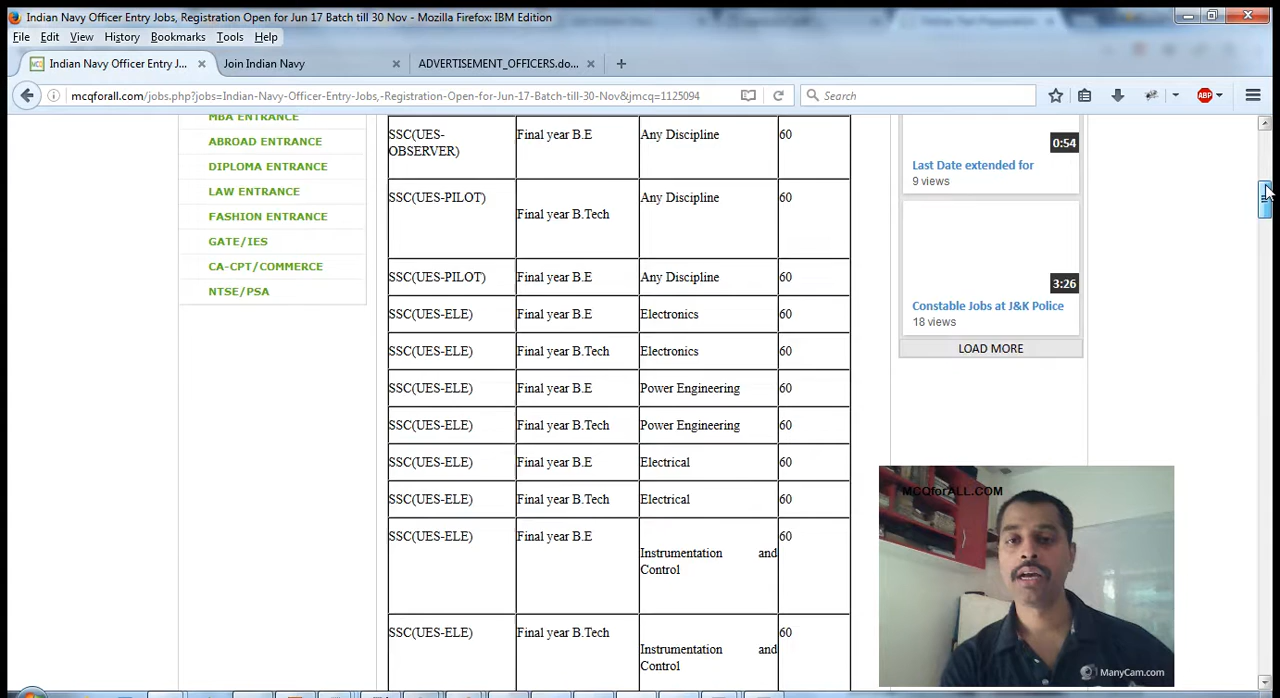 Indian Navy Officer Entry Jobs, Registration Open for Jun 17 Batch till 30 Nov - Mozilla Firefox: IBM Edition
File Edit View History Bookmarks Tools Help
Indian Navy Officer Entry J...
Join Indian Navy
ADVERTISEMENT_OFFICERS.do...
mcqforall.com/jobs.php?jobs=Indian-Navy-Officer-Entry-Jobs,-Registration-Open-for-Jun-17-Batch-till-30-Nov&jmcq=1125094
Search
ABP
MBA ENTRANCE
ABROAD ENTRANCE
DIPLOMA ENTRANCE
LAW ENTRANCE
FASHION ENTRANCE
GATE/IES
CA-CPT/COMMERCE
NTSE/PSA
SSC(UES-
OBSERVER)
Final year B.E
Any Discipline
60
SSC(UES-PILOT)
Final year B.Tech
Any Discipline
60
SSC(UES-PILOT) Final year B.E Any Discipline 60
SSC(UES-ELE) Final year B.E Electronics 60
SSC(UES-ELE) Final year B.Tech Electronics 60
SSC(UES-ELE) Final year B.E Power Engineering 60
SSC(UES-ELE) Final year B.Tech Power Engineering 60
SSC(UES-ELE) Final year B.E Electrical 60
SSC(UES-ELE) Final year B.Tech Electrical 60
SSC(UES-ELE) Final year B.E
Instrumentation and
Control
60
SSC(UES-ELE) Final year B.Tech
Instrumentation and
Control
60
0:54
Last Date extended for
9 views
3:26
Constable Jobs at J&K Police
18 views
LOAD MORE
MCQforALL.COM
ManyCam.com